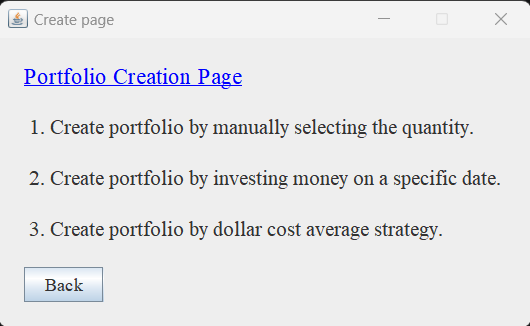 Create page
Portfolio Creation Page
1. Create portfolio by manually selecting the quantity.
2. Create portfolio by investing money on a specific date.
3. Create portfolio by dollar cost average strategy.
Back